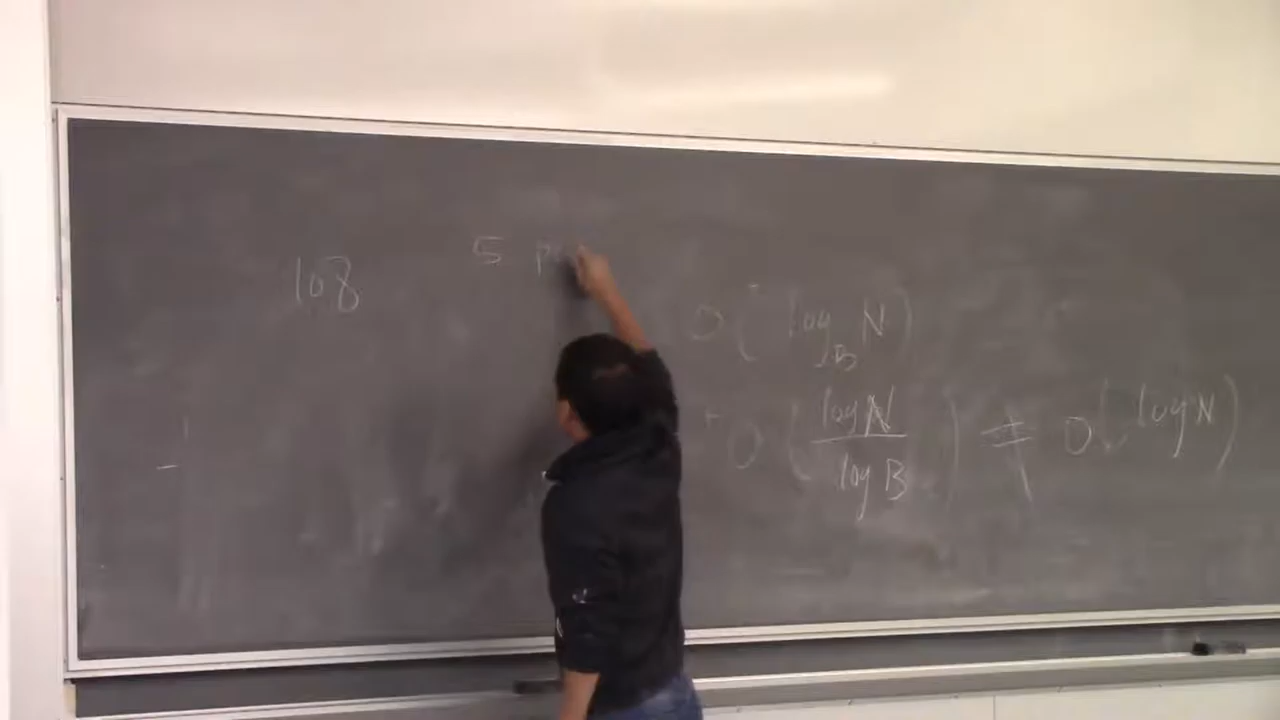 108
5
O( log_B N)
O( log N / log B ) ≠ O( log N)